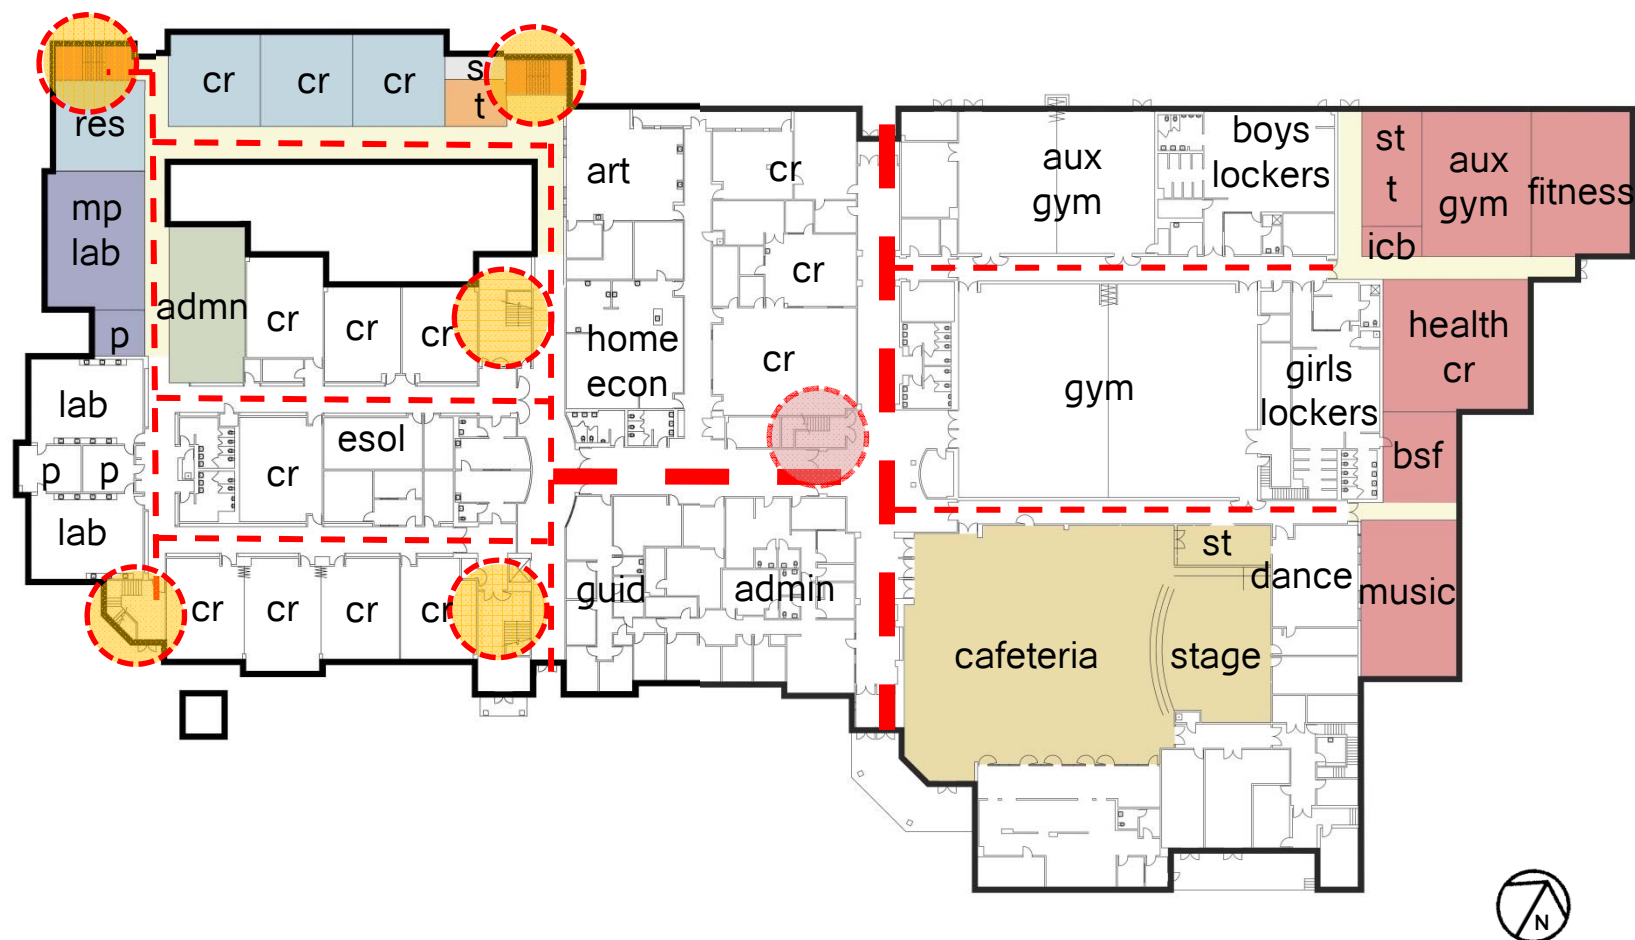 cr
cr
cr
s
t
res
mp
lab
p
admn
cr
cr
cr
lab
p
p
lab
esol
cr
cr
cr
cr
cr
art
cr
cr
home
econ
cr
guid
admin
aux
gym
boys
lockers
st
t
aux
gym
fitness
icb
gym
girls
lockers
health
cr
bsf
st
dance
music
cafeteria
stage
N